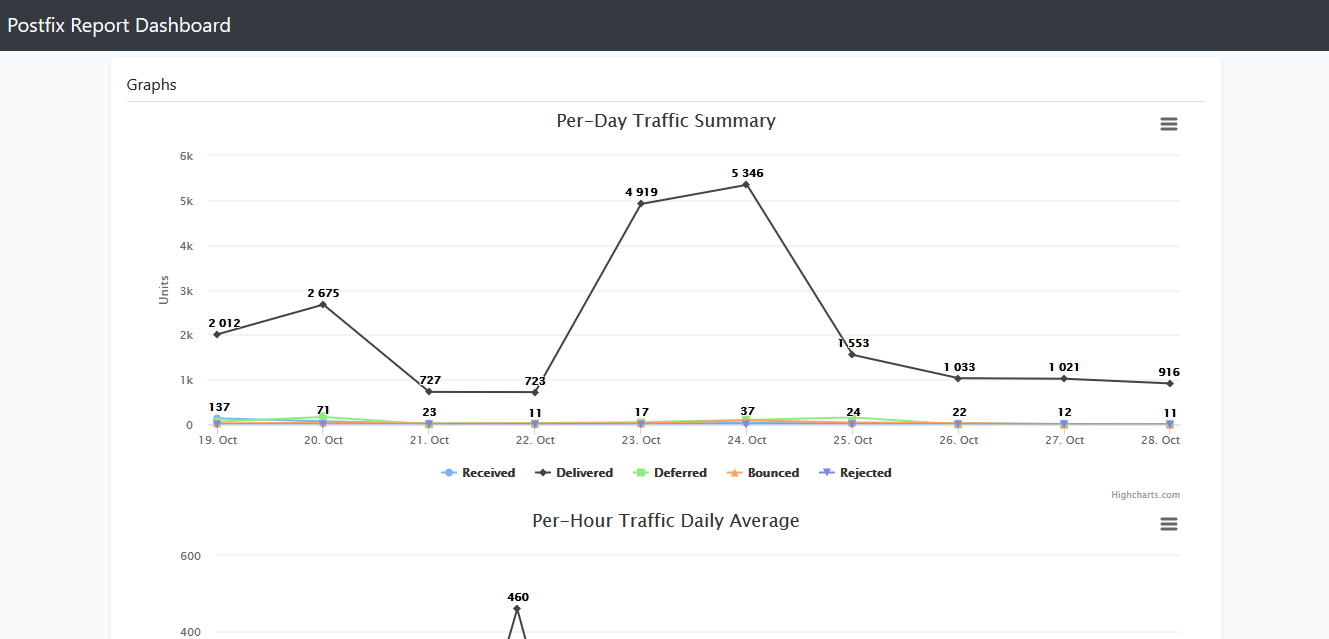 Postfix Report Dashboard
Graphs
Per-Day Traffic Summary
6k
5k
4k
3k
2k
1k
0
Units
2 012
2 675
727
723
4 919
5 346
1 553
1 033
1 021
916
137
71
23
11
17
37
24
22
12
11
19. Oct
20. Oct
21. Oct
22. Oct
23. Oct
24. Oct
25. Oct
26. Oct
27. Oct
28. Oct
Received Delivered Deferred Bounced Rejected
Highcharts.com
Per-Hour Traffic Daily Average
600
460
400